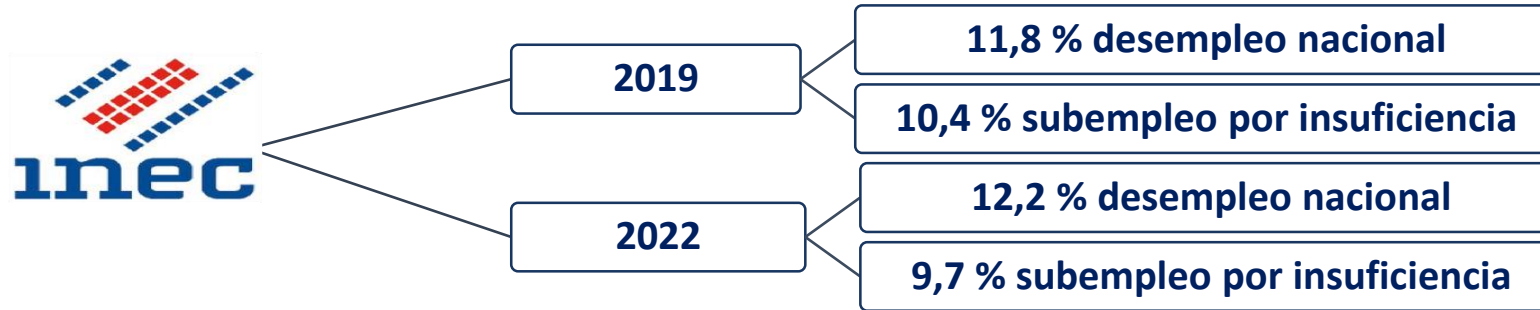 inec
2019
11,8 % desempleo nacional
10,4 % subempleo por insuficiencia
2022
12,2 % desempleo nacional
9,7 % subempleo por insuficiencia